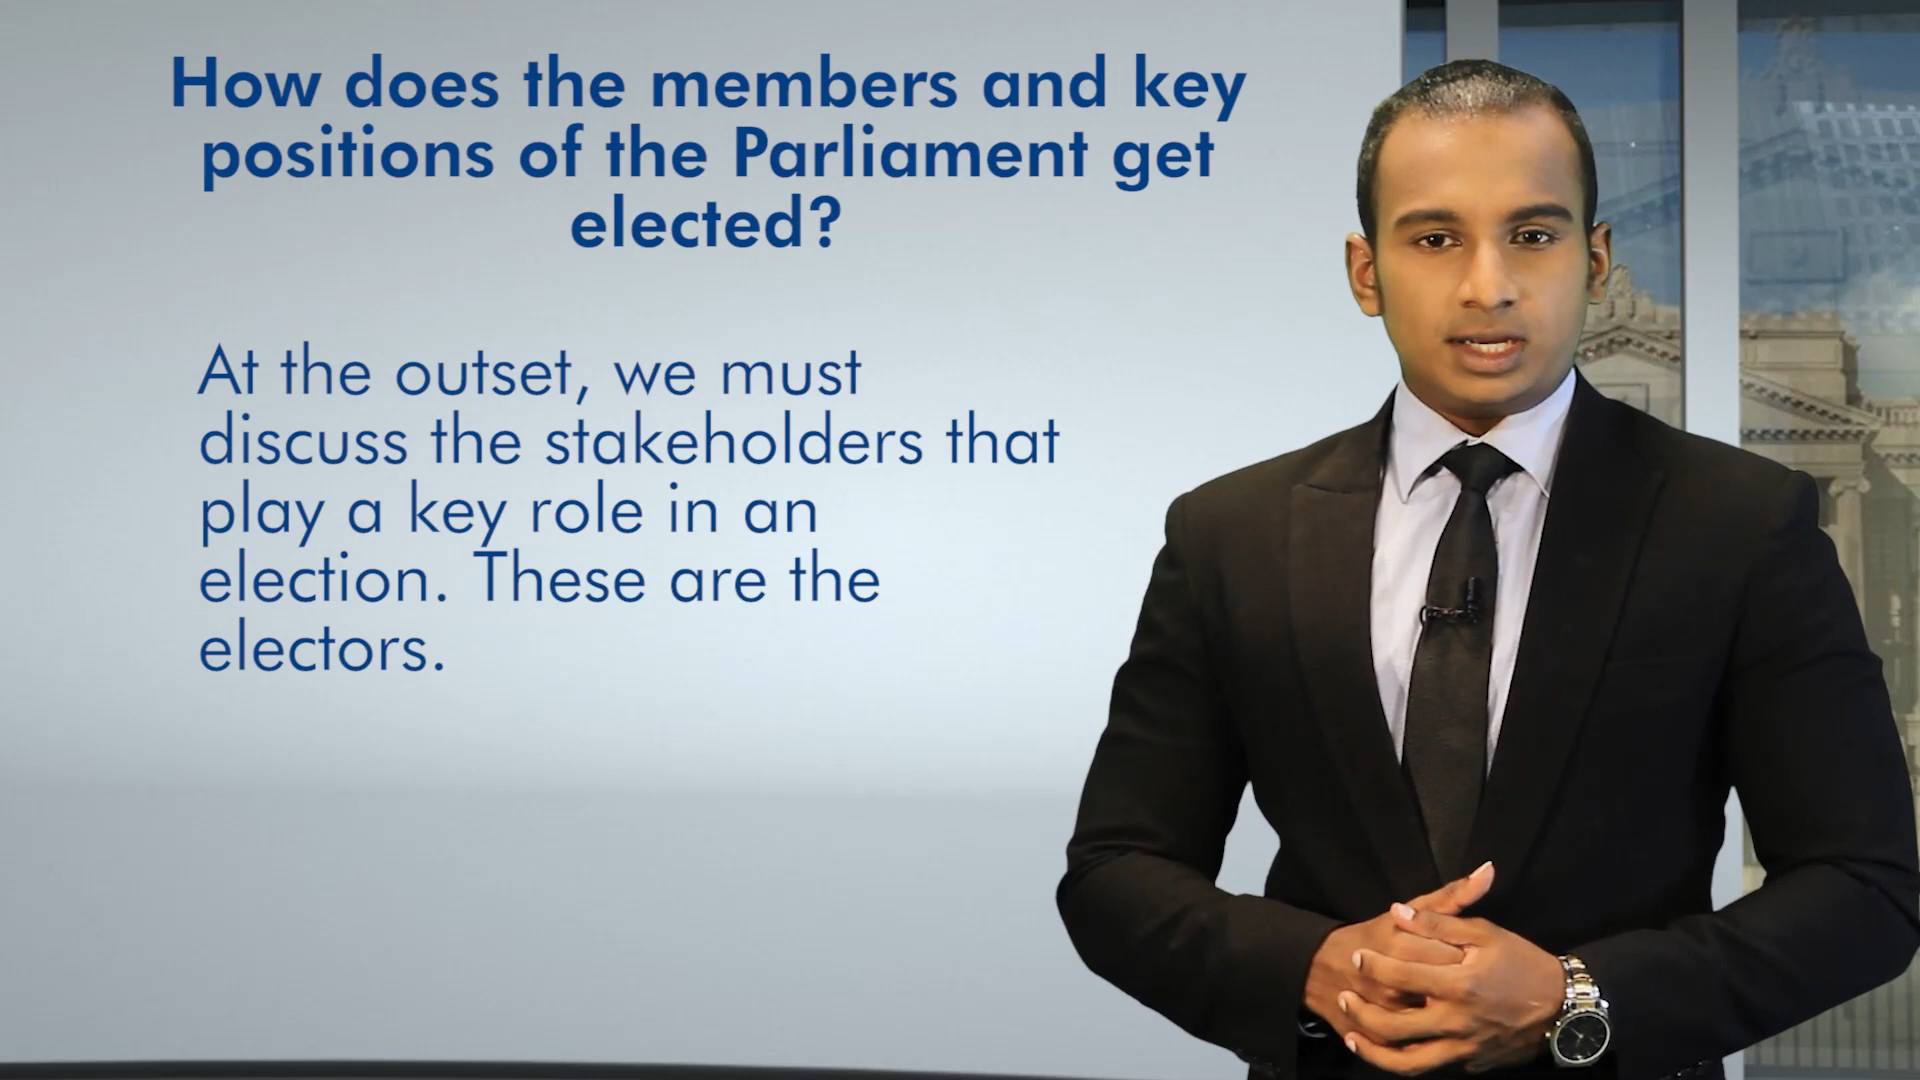 How does the members and key
positions of the Parliament get
elected?
At the outset, we must
discuss the stakeholders that
play a key role in an
election. These are the
electors.